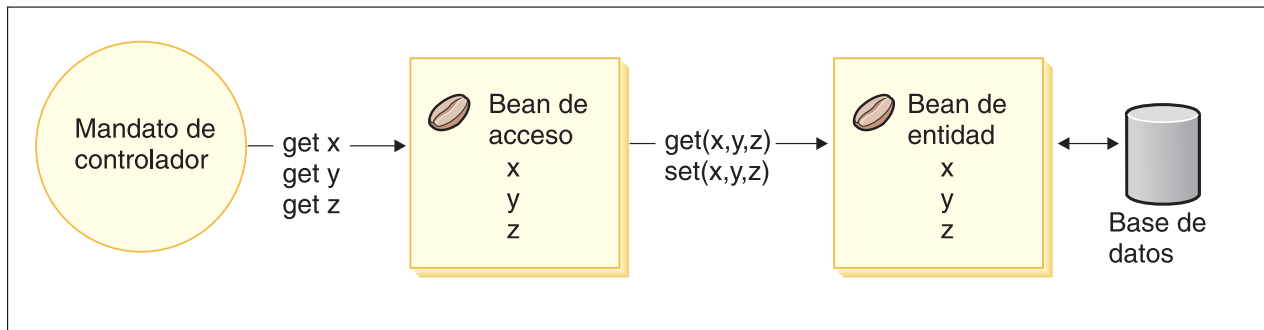 Mandato de
controlador
get x
get y
get z
Bean de
acceso
x
y
z
get(x,y,z)
set(x,y,z)
Bean de
entidad
x
y
z
Base de
datos